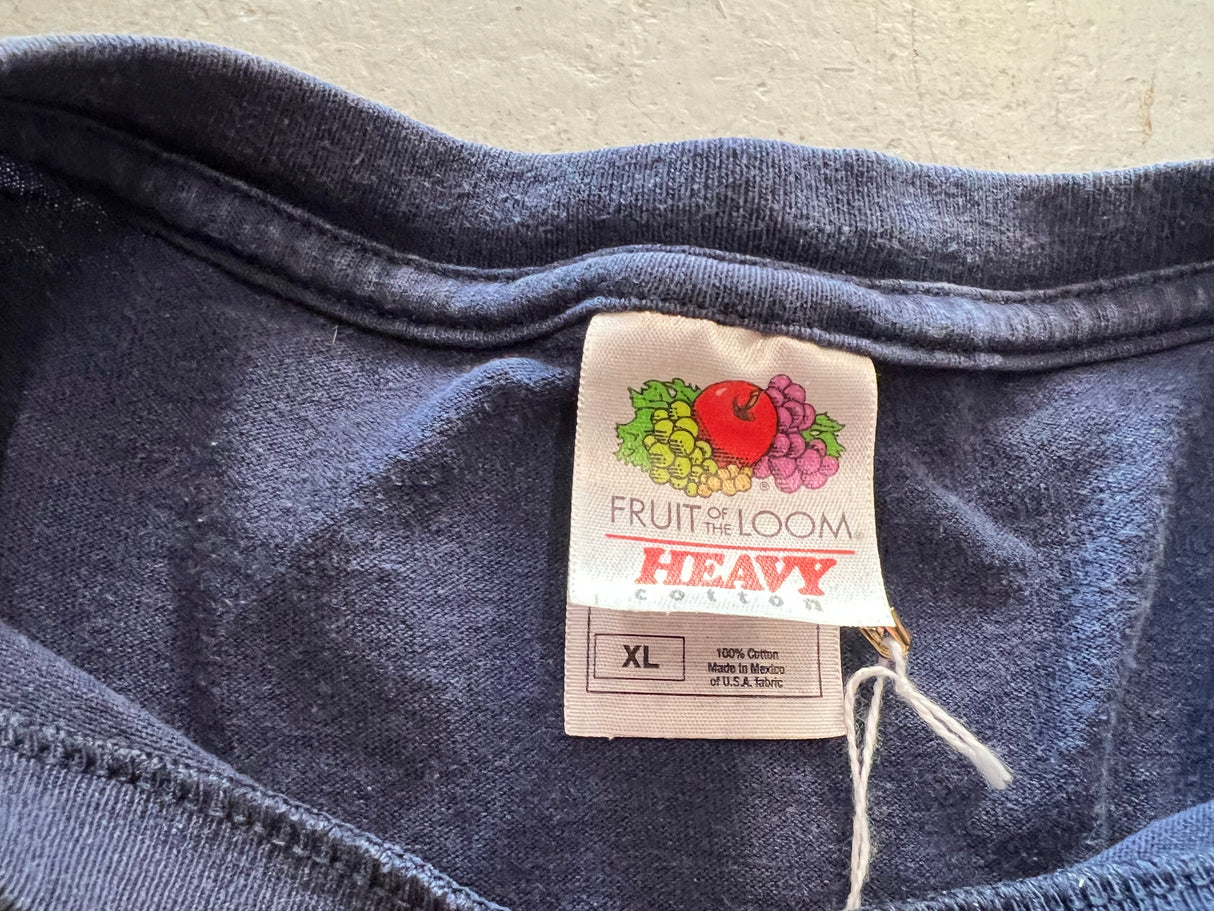 FRUIT OF THE LOOM®
HEAVY
cotton
XL
100% Cotton
Made in Mexico
of U.S.A. fabric